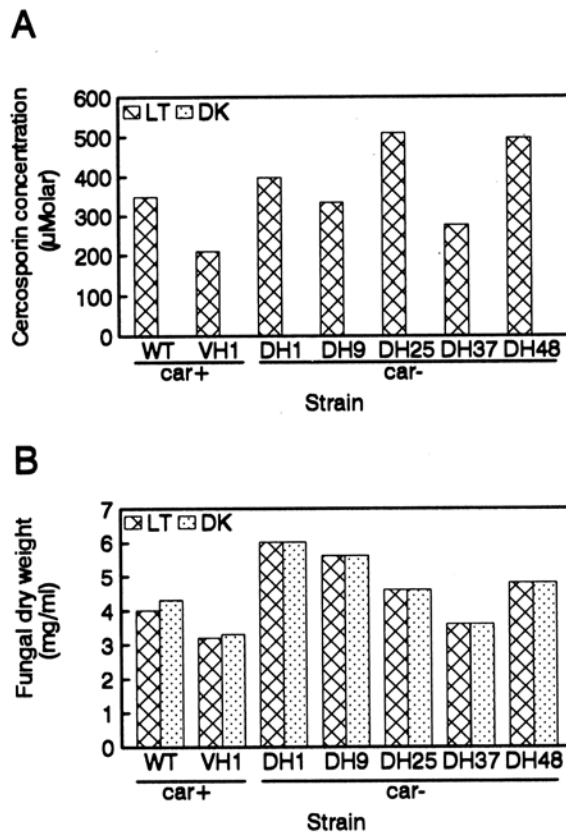 A
Cercosporin concentration
(µMolar)
600
500
400
300
200
100
0
LT DK
WT VH1 DH1 DH9 DH25 DH37 DH48
car+ car-
Strain
B
Fungal dry weight
(mg/ml)
7
6
5
4
3
2
1
0
LT DK
WT VH1 DH1 DH9 DH25 DH37 DH48
car+ car-
Strain